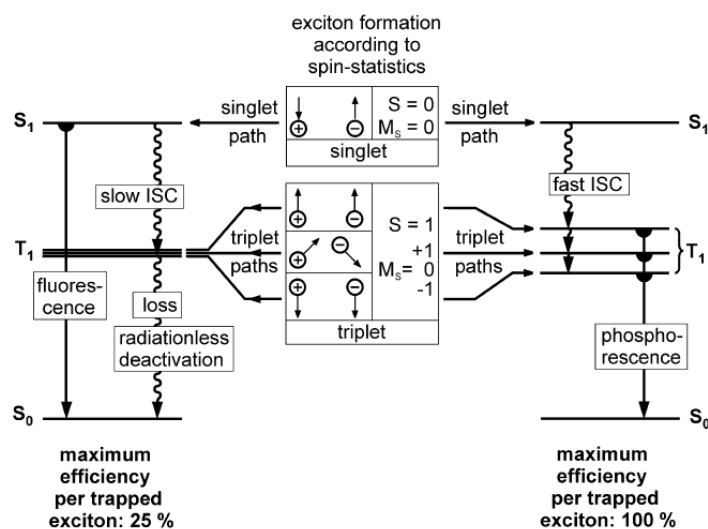 exciton formation
according to
spin-statistics
S₁
singlet
path
S = 0
Mₛ = 0
singlet
singlet
path
S₁
slow ISC
fast ISC
T₁
triplet
paths
S = 1
+1
Mₛ= 0
-1
triplet
triplet
paths
T₁
fluores-
cence
loss
radiationless
deactivation
phospho-
rescence
S₀
S₀
maximum
efficiency
per trapped
exciton: 25 %
maximum
efficiency
per trapped
exciton: 100 %